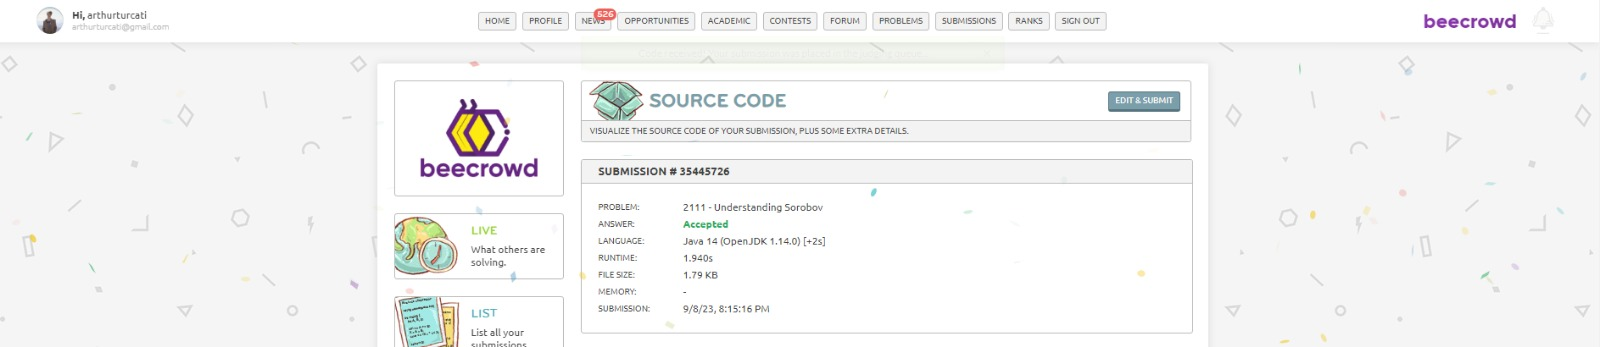 Hi, arthurturcati
arthurturcati@gmail.com
HOME PROFILE NEWS 526 OPPORTUNITIES ACADEMIC CONTESTS FORUM PROBLEMS SUBMISSIONS RANKS SIGN OUT
beecrowd
beecrowd
LIVE
What others are
solving.
LIST
List all your
submissions
SOURCE CODE
EDIT & SUBMIT
VISUALIZE THE SOURCE CODE OF YOUR SUBMISSION, PLUS SOME EXTRA DETAILS.
SUBMISSION # 35445726
PROBLEM: 2111 - Understanding Sorobov
ANSWER: Accepted
LANGUAGE: Java 14 (OpenJDK 1.14.0) [+2s]
RUNTIME: 1.940s
FILE SIZE: 1.79 KB
MEMORY: -
SUBMISSION: 9/8/23, 8:15:16 PM